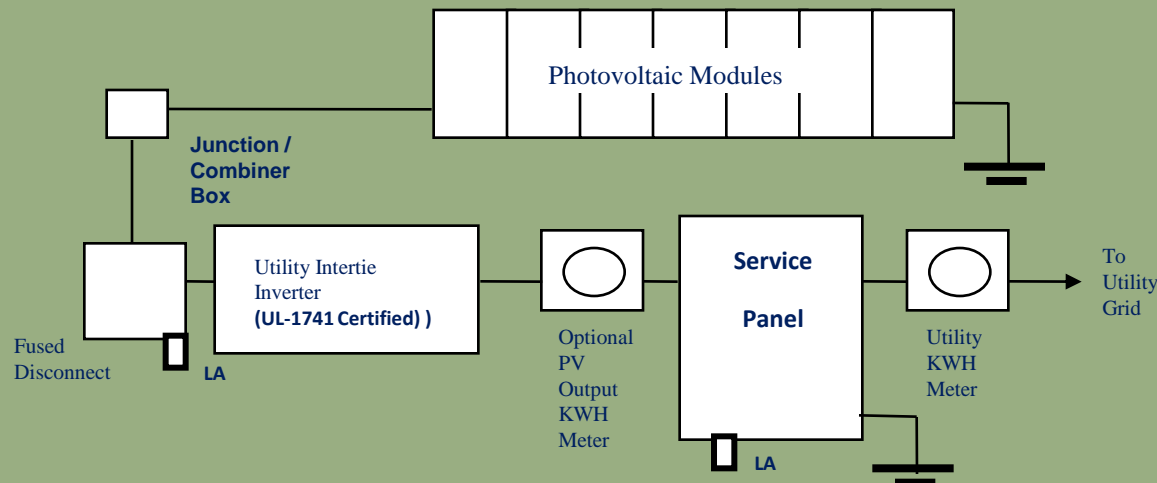 Photovoltaic Modules
Junction /
Combiner
Box
Utility Intertie
Inverter
(UL-1741 Certified) )
Service
Panel
To
Utility
Grid
Fused
Disconnect
LA
Optional
PV
Output
KWH
Meter
Utility
KWH
Meter
LA